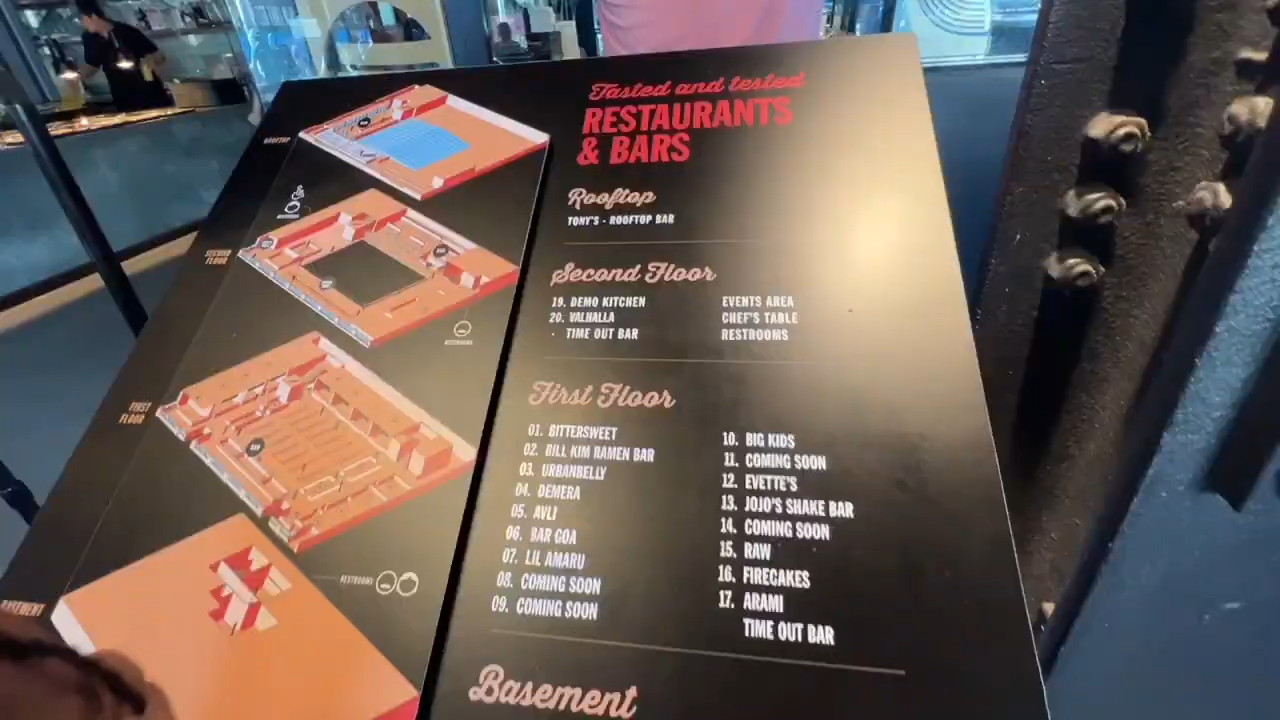 Tasted and tested
RESTAURANTS
& BARS
Rooftop
TONY'S - ROOFTOP BAR
Second Floor
19. DEMO KITCHEN
20. VALHALLA
· TIME OUT BAR
EVENTS AREA
CHEF'S TABLE
RESTROOMS
First Floor
01. BITTERSWEET
02. BILL KIM RAMEN BAR
03. URBANBELLY
04. DEMERA
05. AVLI
06. BAR GOA
07. LIL AMARU
08. COMING SOON
09. COMING SOON
10. BIG KIDS
11. COMING SOON
12. EVETTE'S
13. JOJO'S SHAKE BAR
14. COMING SOON
15. RAW
16. FIRECAKES
17. ARAMI
TIME OUT BAR
Basement
ROOFTOP
SECOND
FLOOR
RESTROOMS
FIRST
FLOOR
RESTROOMS
BASEMENT